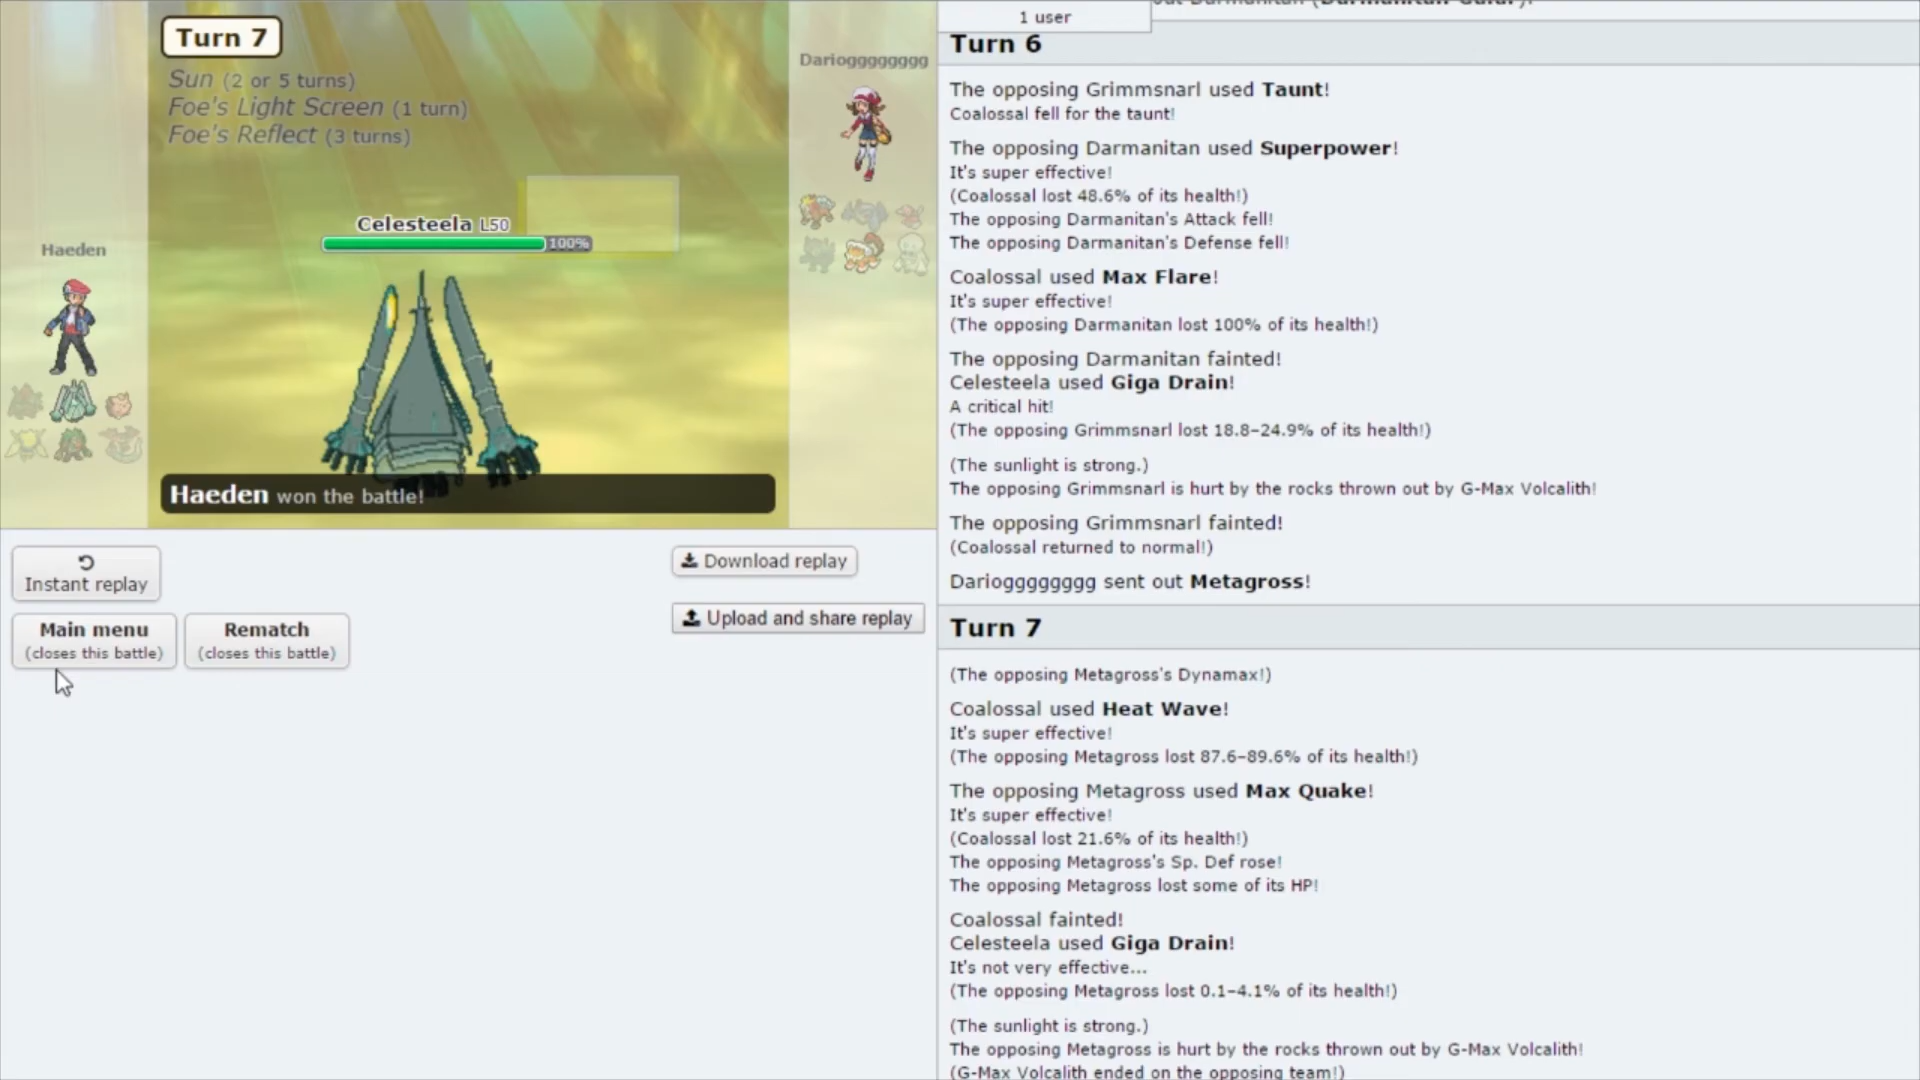 Turn 7
Sun (2 or 5 turns)
Foe's Light Screen (1 turn)
Foe's Reflect (3 turns)
Celesteela L50
100%
Haeden
Dariogggggggg
Haeden won the battle!
Instant replay
Download replay
Upload and share replay
Main menu
(closes this battle)
Rematch
(closes this battle)
1 user
Turn 6
The opposing Grimmsnarl used Taunt!
Coalossal fell for the taunt!
The opposing Darmanitan used Superpower!
It's super effective!
(Coalossal lost 48.6% of its health!)
The opposing Darmanitan's Attack fell!
The opposing Darmanitan's Defense fell!
Coalossal used Max Flare!
It's super effective!
(The opposing Darmanitan lost 100% of its health!)
The opposing Darmanitan fainted!
Celesteela used Giga Drain!
A critical hit!
(The opposing Grimmsnarl lost 18.8–24.9% of its health!)
(The sunlight is strong.)
The opposing Grimmsnarl is hurt by the rocks thrown out by G-Max Volcalith!
The opposing Grimmsnarl fainted!
(Coalossal returned to normal!)
Dariogggggggg sent out Metagross!
Turn 7
(The opposing Metagross's Dynamax!)
Coalossal used Heat Wave!
It's super effective!
(The opposing Metagross lost 87.6–89.6% of its health!)
The opposing Metagross used Max Quake!
It's super effective!
(Coalossal lost 21.6% of its health!)
The opposing Metagross's Sp. Def rose!
The opposing Metagross lost some of its HP!
Coalossal fainted!
Celesteela used Giga Drain!
It's not very effective...
(The opposing Metagross lost 0.1–4.1% of its health!)
(The sunlight is strong.)
The opposing Metagross is hurt by the rocks thrown out by G-Max Volcalith!
(G-Max Volcalith ended on the opposing team!)